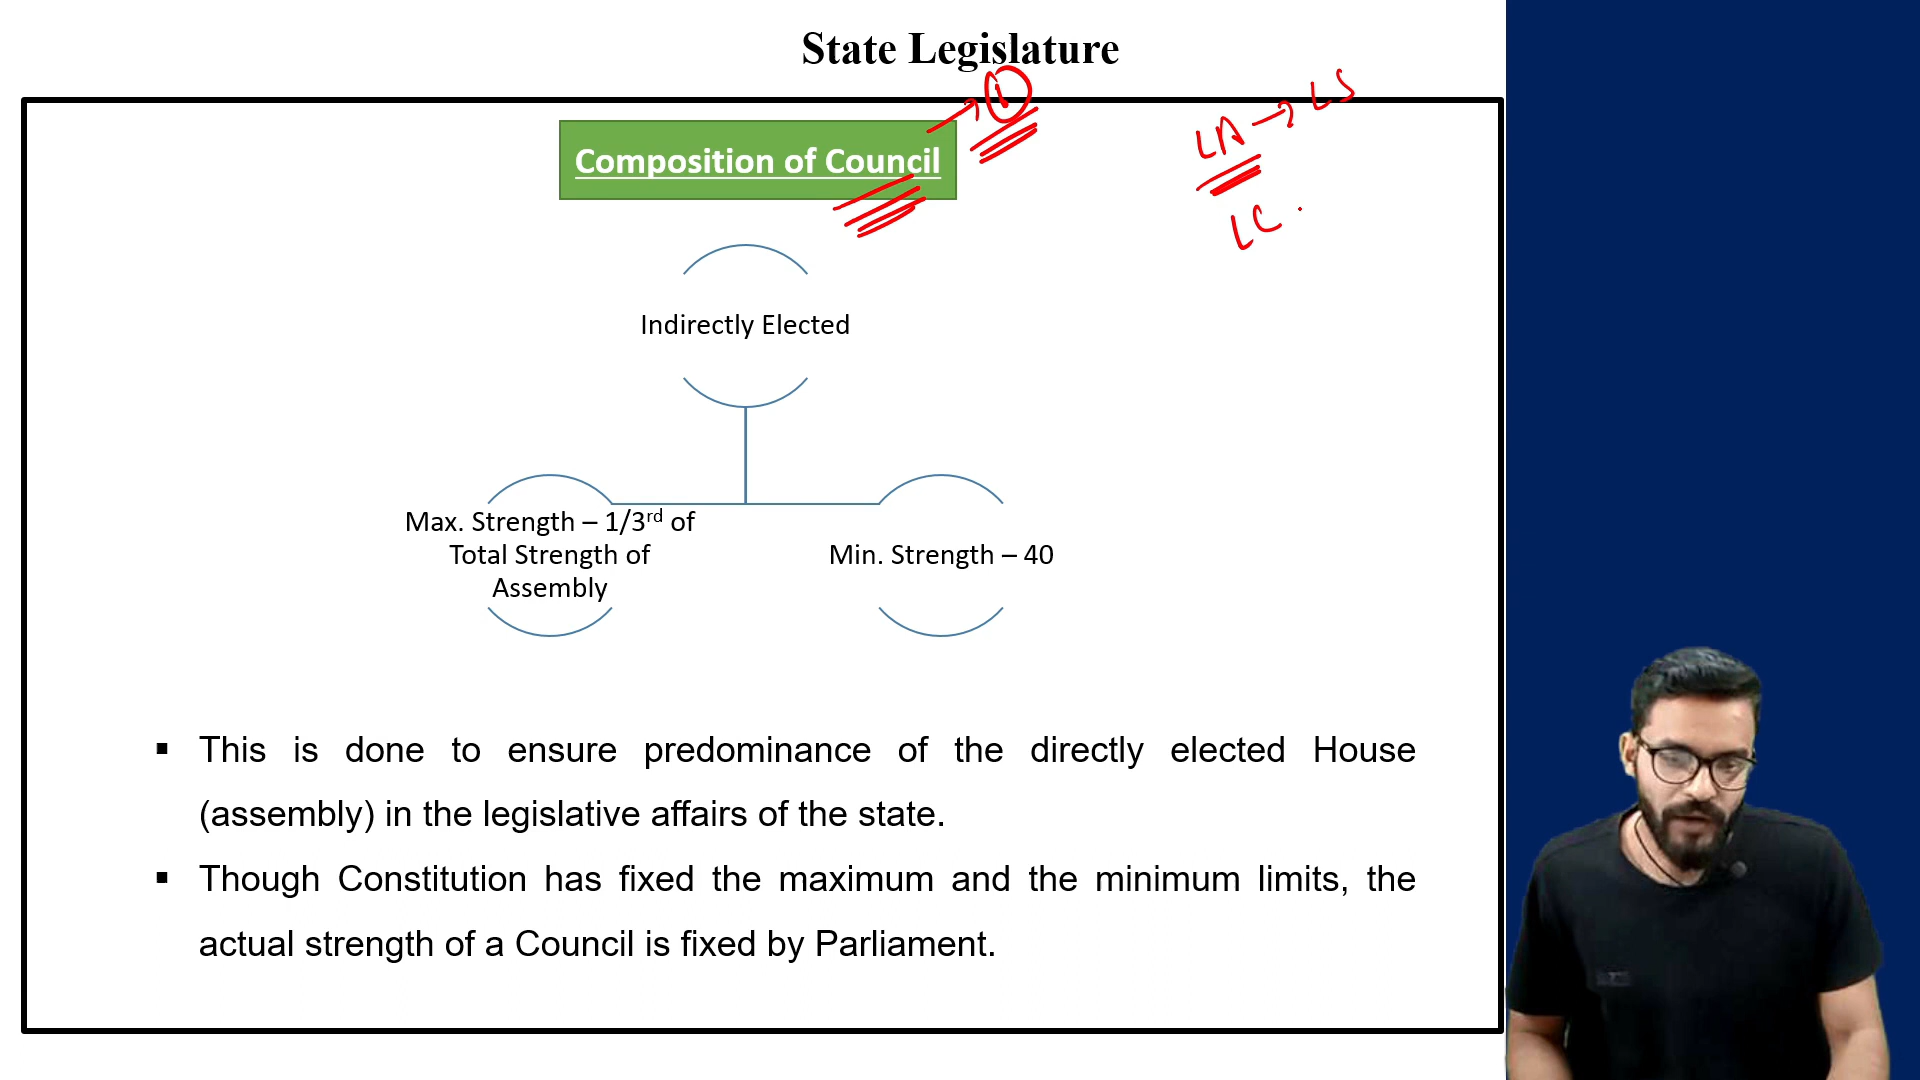 State Legislature
1
LA → LS
Composition of Council
LC
Indirectly Elected
Max. Strength – 1/3rd of
Total Strength of
Assembly
Min. Strength – 40
▪ This is done to ensure predominance of the directly elected House
(assembly) in the legislative affairs of the state.
▪ Though Constitution has fixed the maximum and the minimum limits, the
actual strength of a Council is fixed by Parliament.